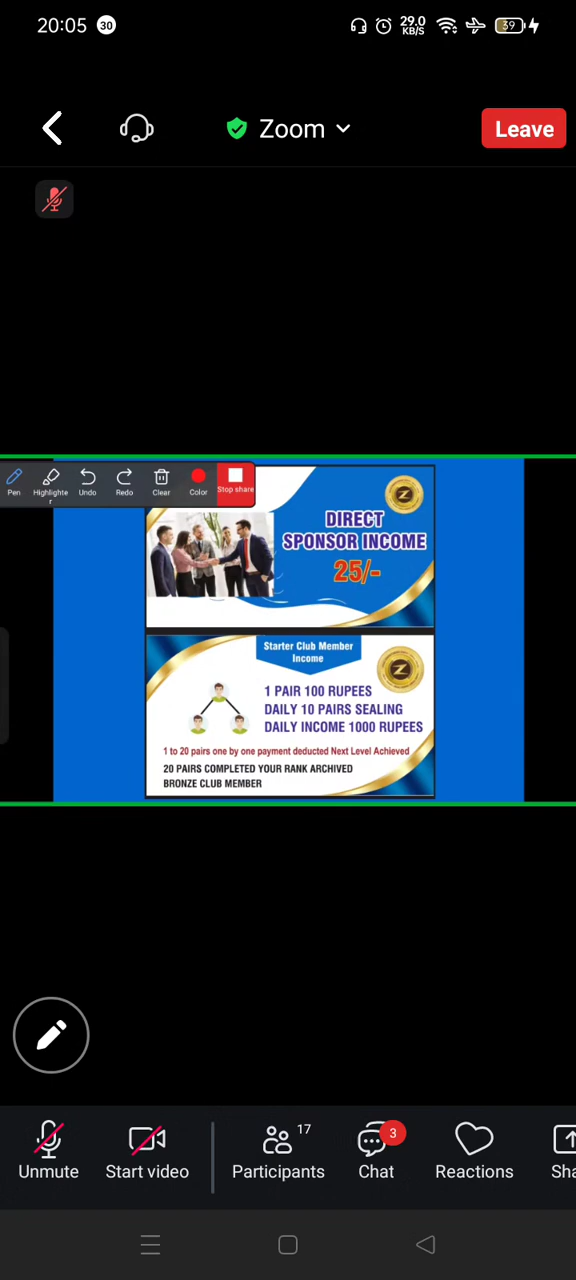 20:05 30 29.0 KB/S 39
Zoom
Leave
Pen
Highlighte
r
Undo
Redo
Clear
Color
Stop share
Z
DIRECT
SPONSOR INCOME
25/-
Starter Club Member
Income
Z
1 PAIR 100 RUPEES
DAILY 10 PAIRS SEALING
DAILY INCOME 1000 RUPEES
1 to 20 pairs one by one payment deducted Next Level Achieved
20 PAIRS COMPLETED YOUR RANK ARCHIVED
BRONZE CLUB MEMBER
17
3
Unmute
Start video
Participants
Chat
Reactions
Sha